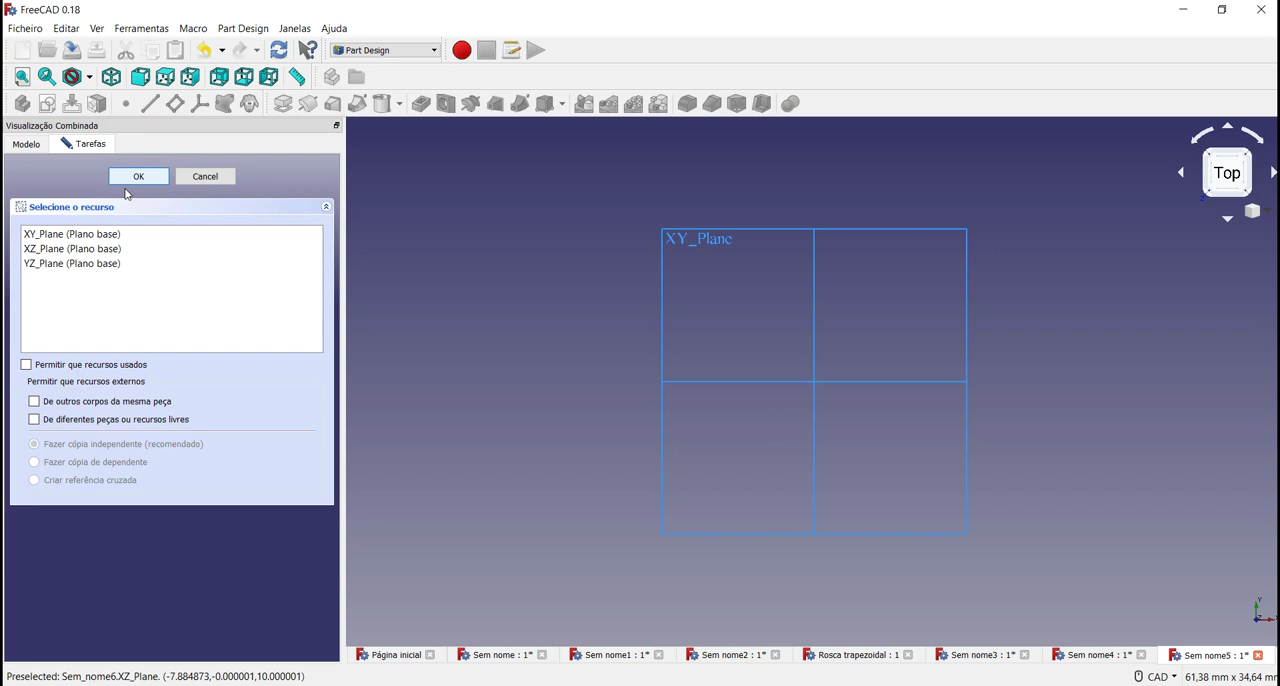 FreeCAD 0.18
Ficheiro Editar Ver Ferramentas Macro Part Design Janelas Ajuda
Part Design
Visualização Combinada
Modelo Tarefas
OK Cancel
Selecione o recurso
XY_Plane (Plano base)
XZ_Plane (Plano base)
YZ_Plane (Plano base)
Permitir que recursos usados
Permitir que recursos externos
De outros corpos da mesma peça
De diferentes peças ou recursos livres
Fazer cópia independente (recomendado)
Fazer cópia de dependente
Criar referência cruzada
XY_Plane
Top
Z
Y
Página inicial Sem nome : 1* Sem nome1 : 1* Sem nome2 : 1* Rosca trapezoidal : 1 Sem nome3 : 1* Sem nome4 : 1* Sem nome5 : 1*
Preselected: Sem_nome6.XZ_Plane. (-7.884873,-0.000001,10.000001) CAD 61,38 mm x 34,64 mm